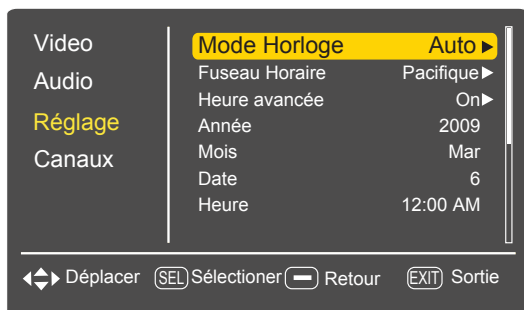 Video
Audio
Réglage
Canaux
Mode Horloge Auto
Fuseau Horaire Pacifique
Heure avancée On
Année 2009
Mois Mar
Date 6
Heure 12:00 AM
Déplacer SEL Sélectioner Retour EXIT Sortie